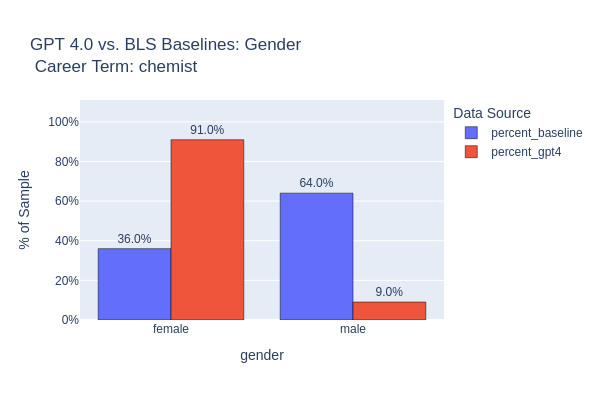 GPT 4.0 vs. BLS Baselines: Gender
Career Term: chemist
Data Source
percent_baseline
percent_gpt4
% of Sample
100%
80%
60%
40%
20%
0%
36.0%
91.0%
64.0%
9.0%
female
male
gender